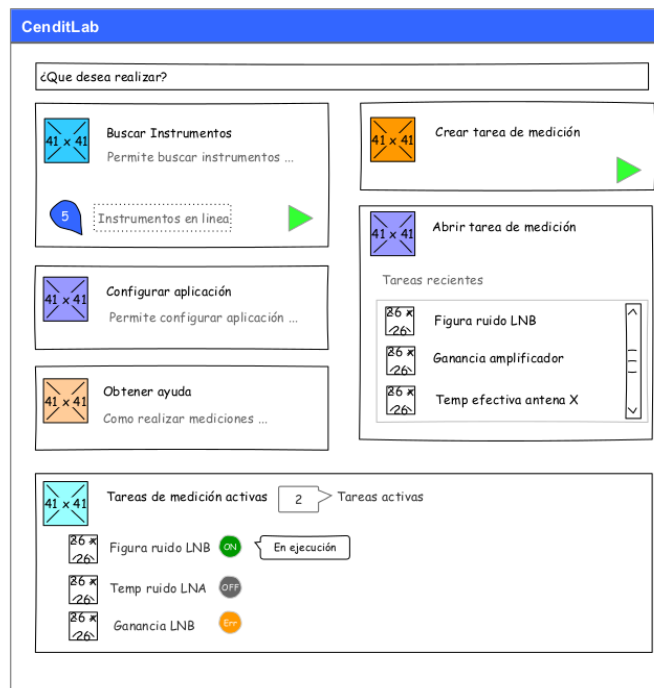 CenditLab
¿Que desea realizar?
41 x 41
Buscar Instrumentos
Permite buscar instrumentos ...
5
Instrumentos en linea
41 x 41
Crear tarea de medición
41 x 41
Abrir tarea de medición
Tareas recientes
26 x 26
Figura ruido LNB
26 x 26
Ganancia amplificador
26 x 26
Temp efectiva antena X
41 x 41
Configurar aplicación
Permite configurar aplicación ...
41 x 41
Obtener ayuda
Como realizar mediciones ...
41 x 41
Tareas de medición activas
2
Tareas activas
26 x 26
Figura ruido LNB
ON
En ejecución
26 x 26
Temp ruido LNA
OFF
26 x 26
Ganancia LNB
Err